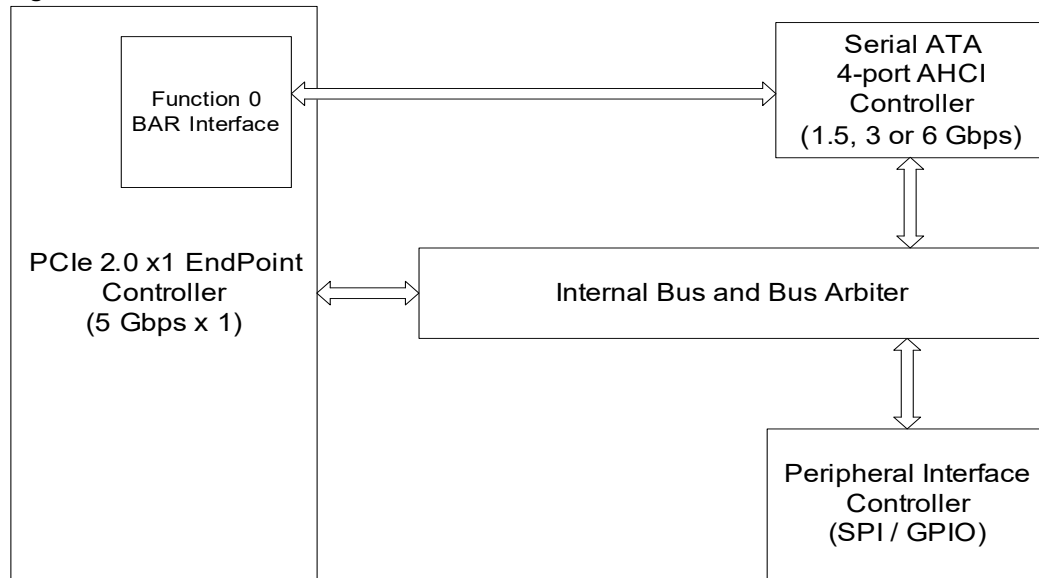 Function 0
BAR Interface
PCIe 2.0 x1 EndPoint
Controller
(5 Gbps x 1)
Serial ATA
4-port AHCI
Controller
(1.5, 3 or 6 Gbps)
Internal Bus and Bus Arbiter
Peripheral Interface
Controller
(SPI / GPIO)